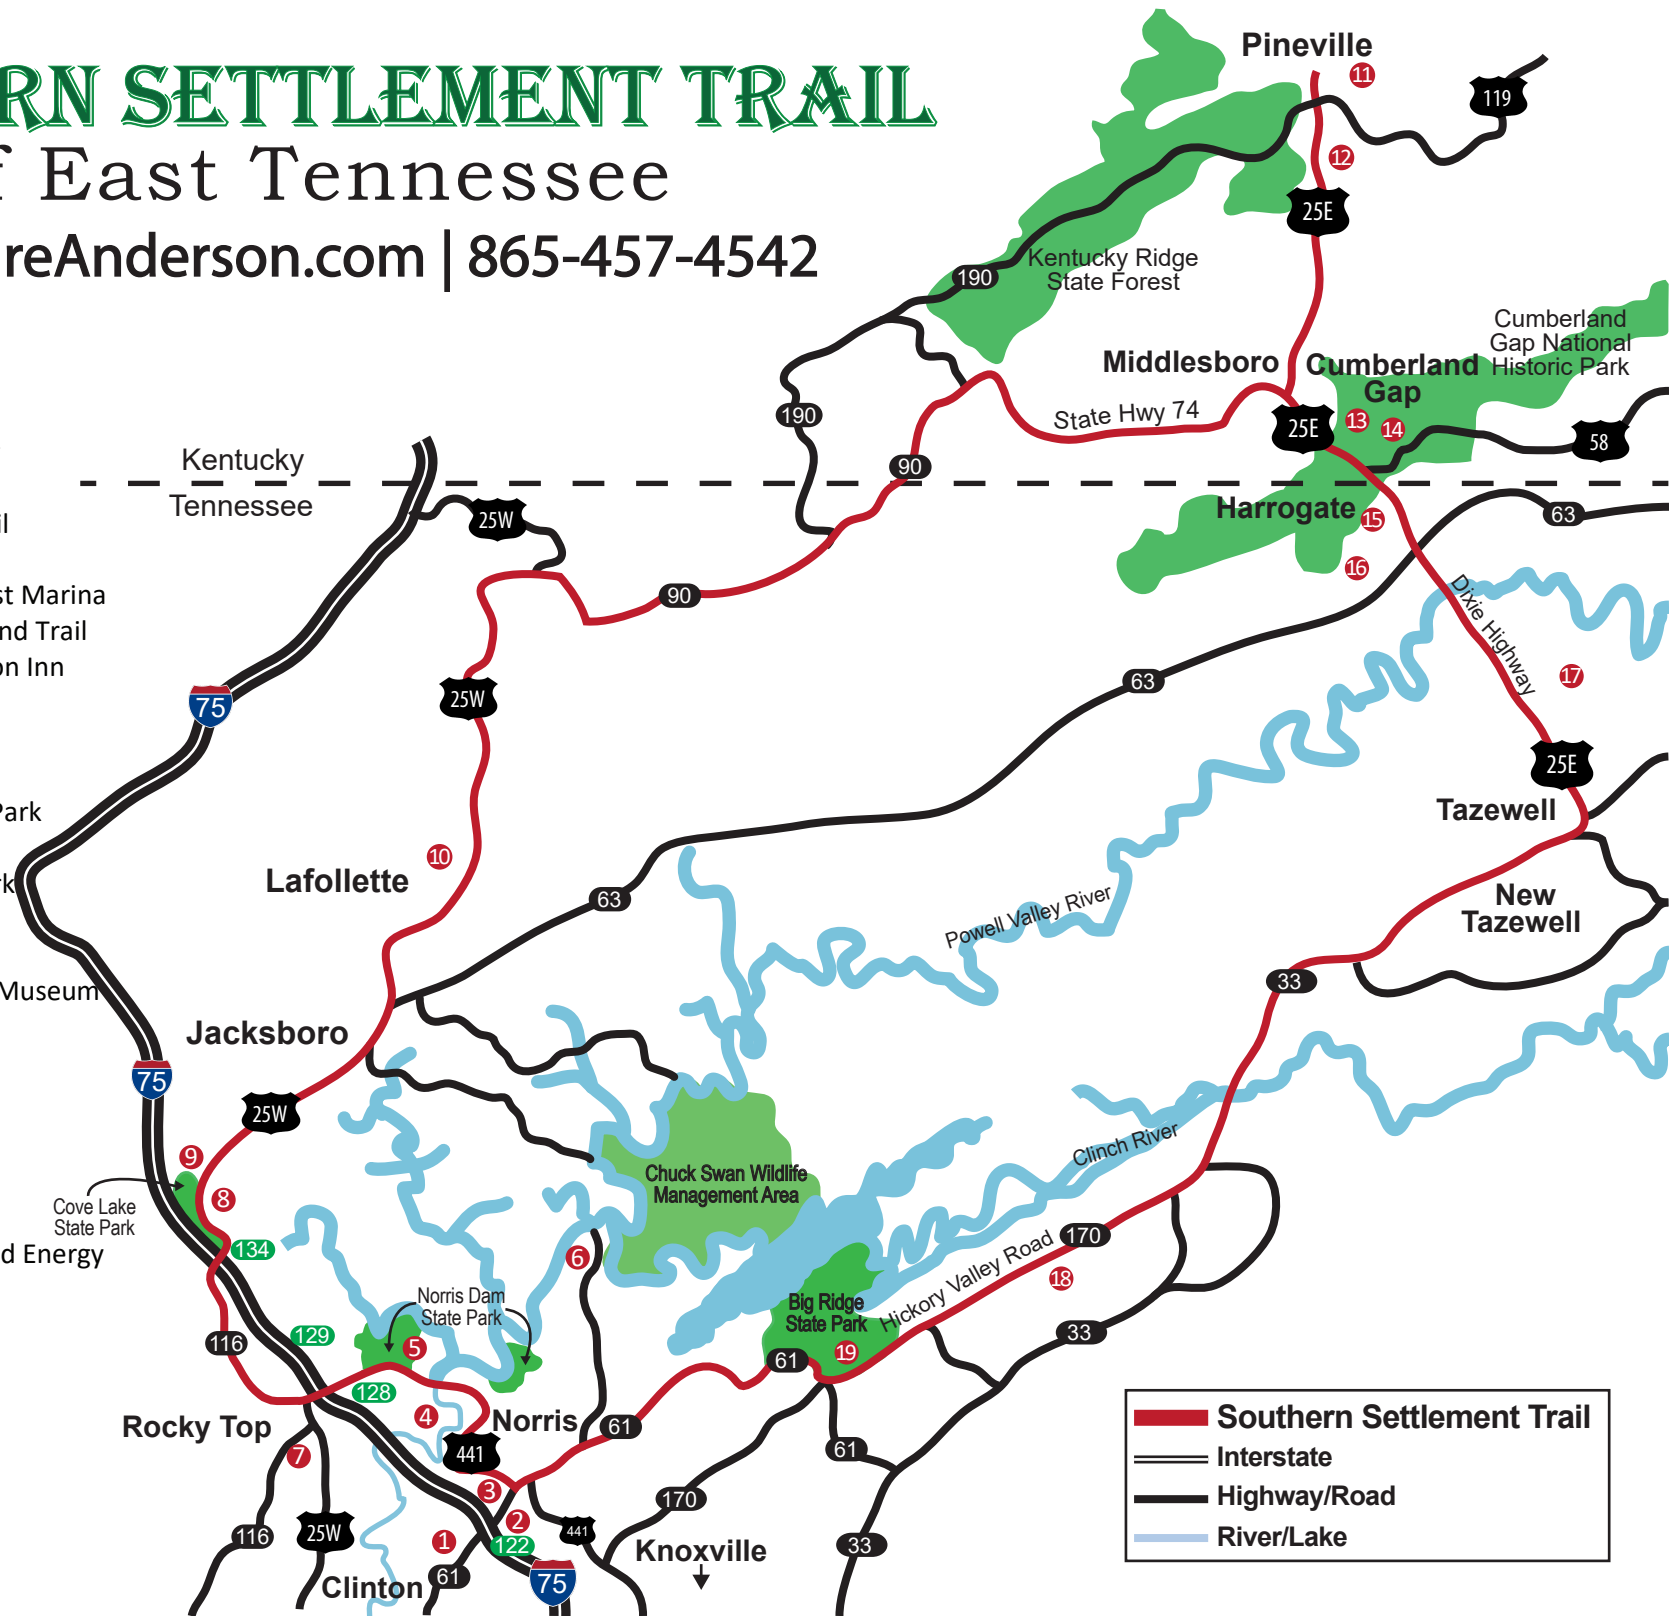 RN SETTLEMENT TRAIL
f East Tennessee
reAnderson.com | 865-457-4542
il
st Marina
nd Trail
on Inn
Park
rk
Museum
d Energy
Pineville
11
119
12
25E
190
Kentucky Ridge
State Forest
Cumberland
Gap National
Historic Park
Middlesboro
Cumberland
Gap
190
State Hwy 74
25E
13
14
58
90
Kentucky
Tennessee
25W
Harrogate
15
63
16
90
Dixie Highway
63
17
75
25W
25E
Tazewell
10
Lafollette
63
Powell Valley River
New
Tazewell
33
Jacksboro
75
25W
Clinch River
9
Chuck Swan Wildlife
Management Area
8
Cove Lake
State Park
134
6
170
Hickory Valley Road
18
Norris Dam
State Park
Big Ridge
State Park
129
116
5
33
19
61
128
4
Norris
61
Rocky Top
7
441
61
3
170
2
116
25W
1
122
441
33
Knoxville
Clinton
61
75
Southern Settlement Trail
Interstate
Highway/Road
River/Lake